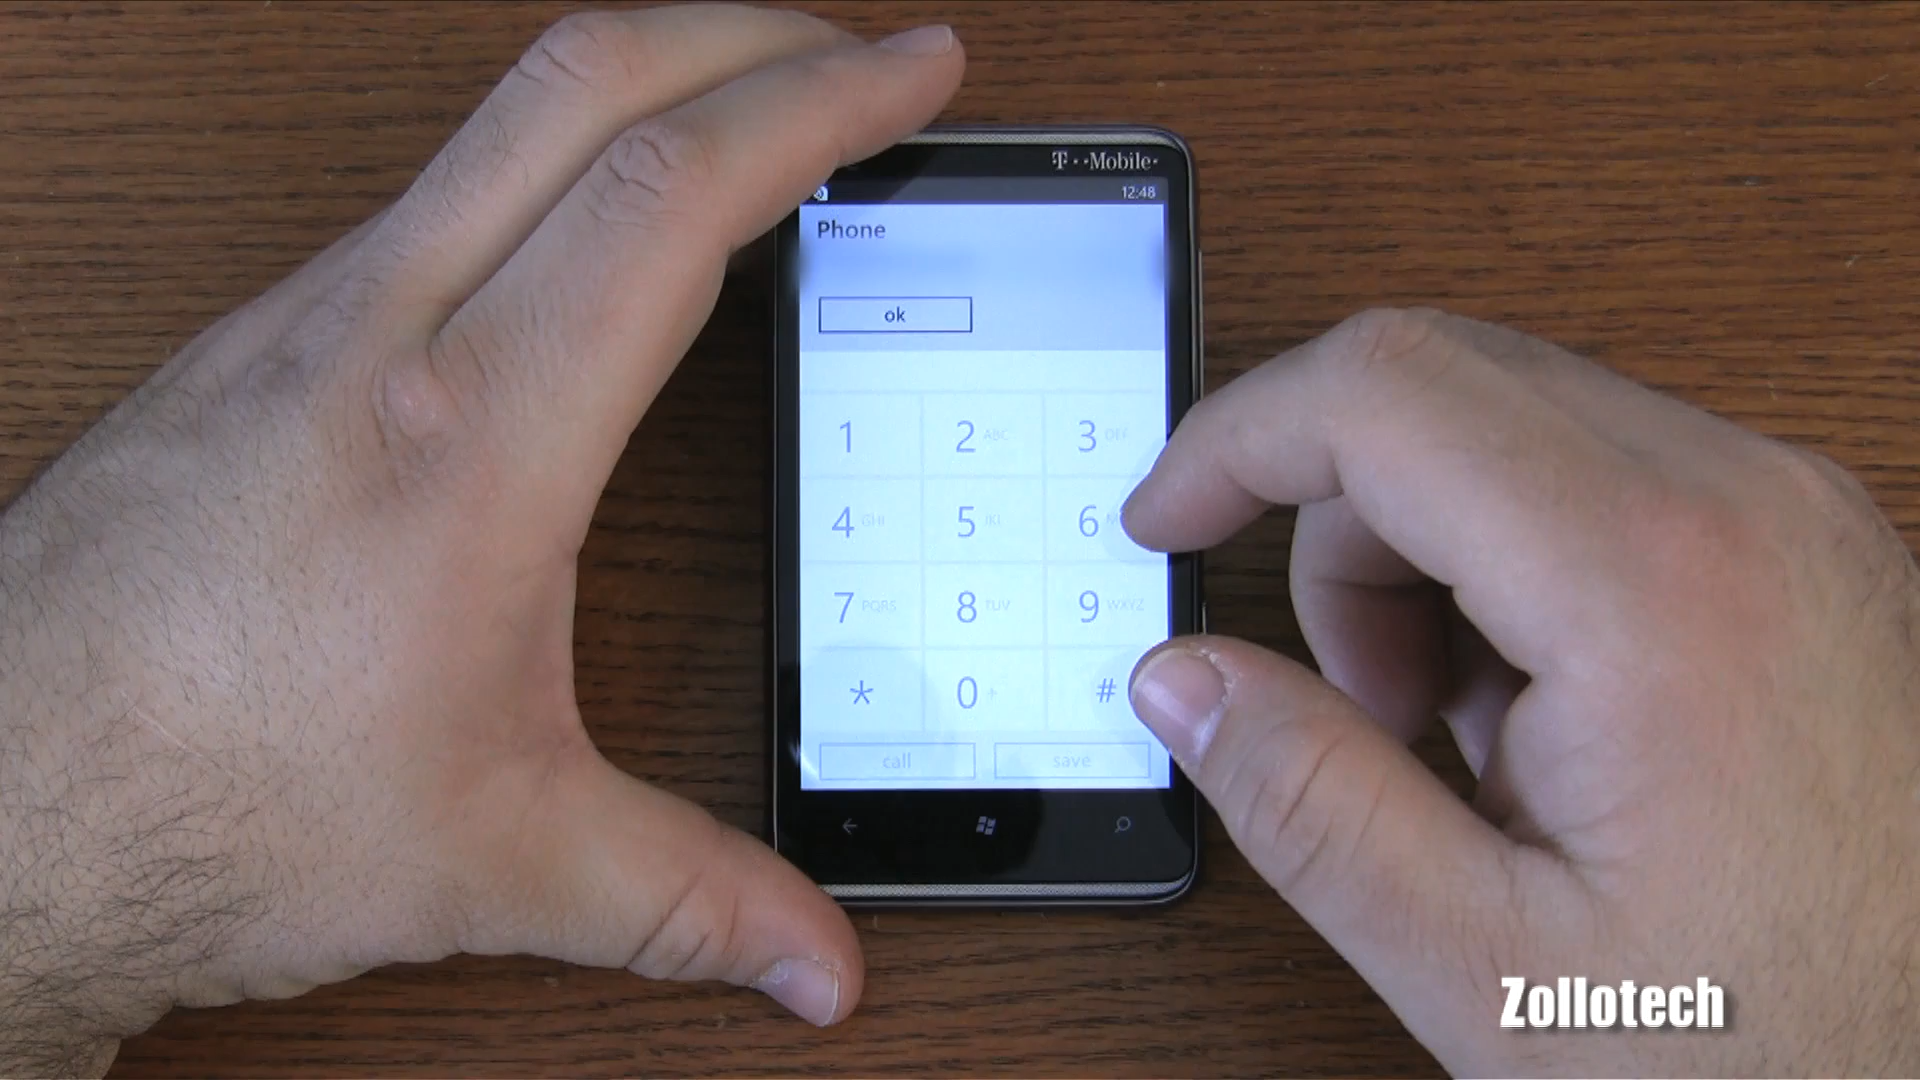 T··Mobile·
12:48
Phone
ok
1
2 ABC
3 DEF
4 GHI
5 JKL
6
7 PQRS
8 TUV
9 WXYZ
*
0 +
#
call
save
Zollotech